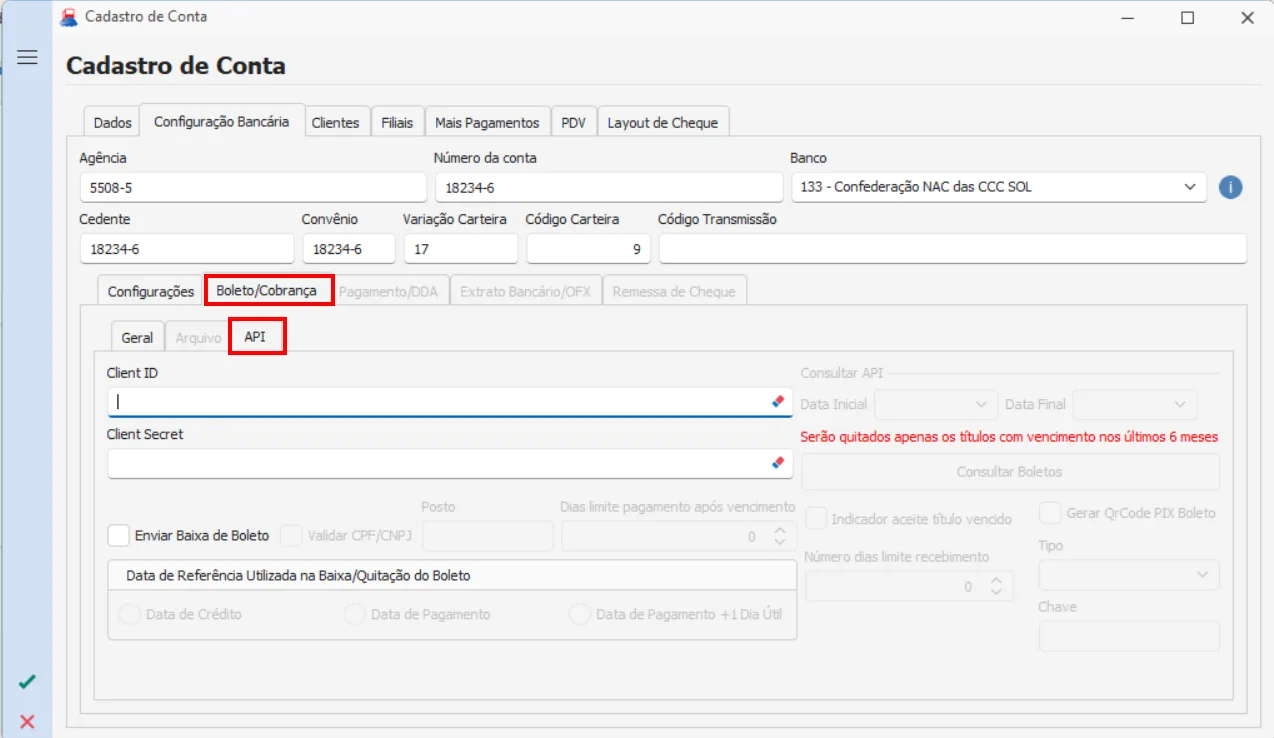 Cadastro de Conta
Cadastro de Conta
Dados Configuração Bancária Clientes Filiais Mais Pagamentos PDV Layout de Cheque
Agência Número da conta Banco
5508-5 18234-6 133 - Confederação NAC das CCC SOL i
Cedente Convênio Variação Carteira Código Carteira Código Transmissão
18234-6 18234-6 17 9
Configurações Boleto/Cobrança Pagamento/DDA Extrato Bancário/OFX Remessa de Cheque
Geral Arquivo API
Client ID
Client Secret
Posto Dias limite pagamento após vencimento
Enviar Baixa de Boleto Validar CPF/CNPJ 0
Data de Referência Utilizada na Baixa/Quitação do Boleto
Data de Crédito Data de Pagamento Data de Pagamento +1 Dia Útil
Consultar API
Data Inicial Data Final
Serão quitados apenas os títulos com vencimento nos últimos 6 meses
Consultar Boletos
Indicador aceite título vencido Gerar QrCode PIX Boleto
Número dias limite recebimento Tipo
0
Chave